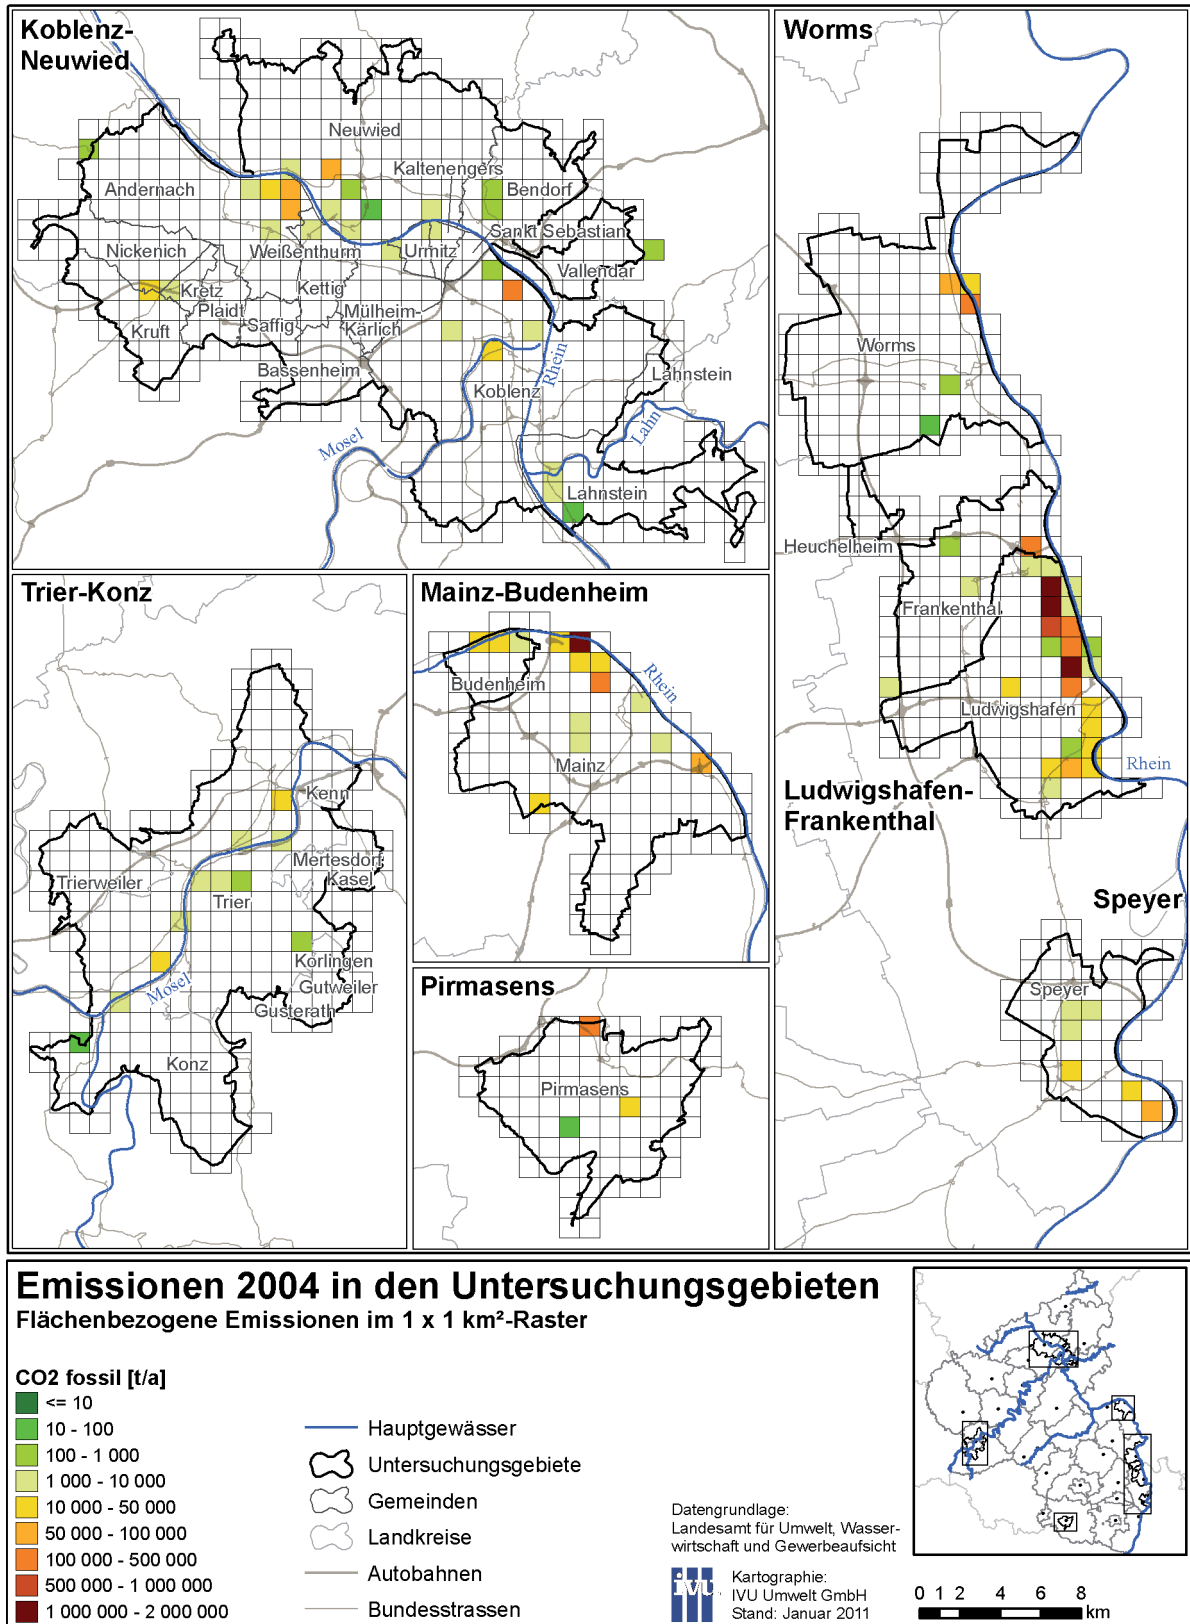 Koblenz-
Neuwied
Neuwied
Kaltenengers
Andernach
Bendorf
Sankt Sebastian
Nickenich
Weißenthurm
Urmitz
Vallendar
Kretz
Kettig
Plaidt
Mülheim-
Kärlich
Kruft
Saffig
Bassenheim
Rhein
Lahnstein
Koblenz
Mosel
Lahn
Lahnstein
Worms
Worms
Heuchelheim
Frankenthal
Ludwigshafen
Rhein
Ludwigshafen-
Frankenthal
Speyer
Speyer
Trier-Konz
Kenn
Mertesdorf
Kasel
Trierweiler
Trier
Korlingen
Mosel
Gutweiler
Gusterath
Konz
Mainz-Budenheim
Rhein
Budenheim
Mainz
Pirmasens
Pirmasens
Emissionen 2004 in den Untersuchungsgebieten
Flächenbezogene Emissionen im 1 x 1 km²-Raster
CO2 fossil [t/a]
<= 10
10 - 100
100 - 1 000
1 000 - 10 000
10 000 - 50 000
50 000 - 100 000
100 000 - 500 000
500 000 - 1 000 000
1 000 000 - 2 000 000
Hauptgewässer
Untersuchungsgebiete
Gemeinden
Landkreise
Autobahnen
Bundesstrassen
Datengrundlage:
Landesamt für Umwelt, Wasser-
wirtschaft und Gewerbeaufsicht
ivu
Kartographie:
IVU Umwelt GmbH
Stand: Januar 2011
0 1 2 4 6 8
km